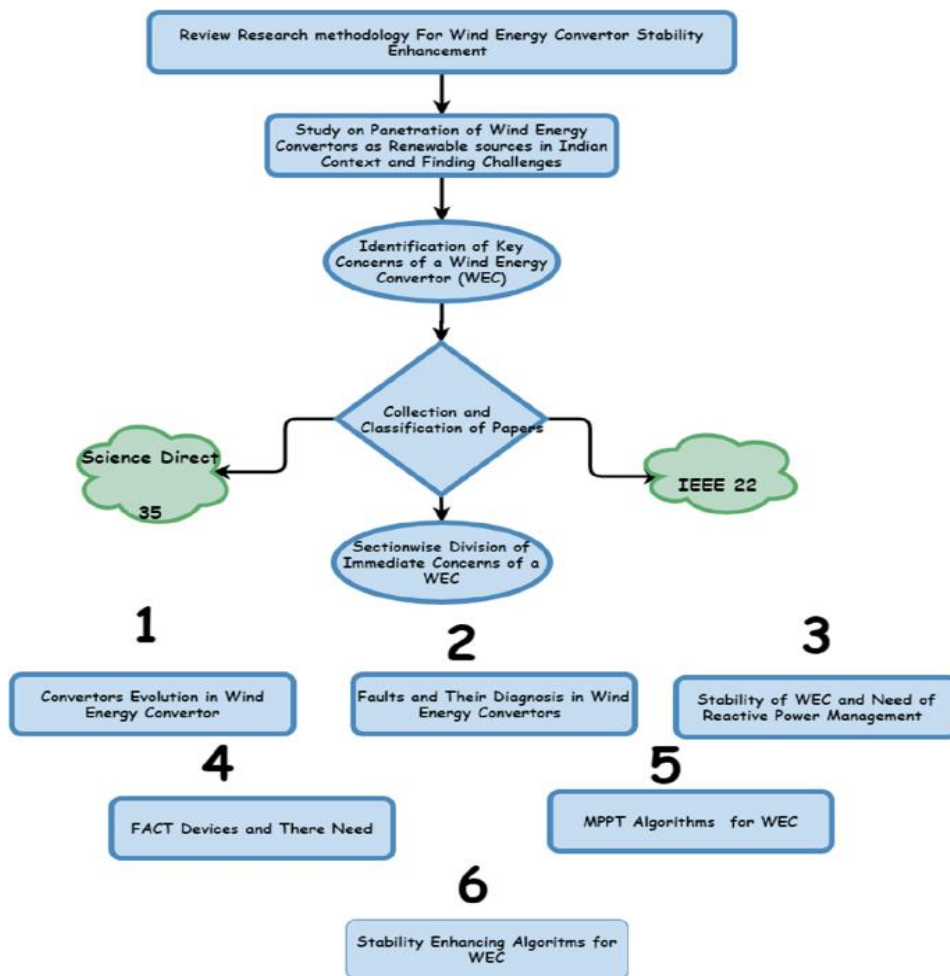 Review Research methodology For Wind Energy Convertor Stability
Enhancement
Study on Panetration of Wind Energy
Convertors as Renewable sources in Indian
Context and Finding Challenges
Identification of Key
Concerns of a Wind Energy
Convertor (WEC)
Collection and
Classification of Papers
Science Direct
35
IEEE 22
Sectionwise Division of
Immediate Concerns of a
WEC
1
Convertors Evolution in Wind
Energy Convertor
2
Faults and Their Diagnosis in Wind
Energy Convertors
3
Stability of WEC and Need of
Reactive Power Management
4
FACT Devices and There Need
5
MPPT Algorithms for WEC
6
Stability Enhancing Algoritms for
WEC